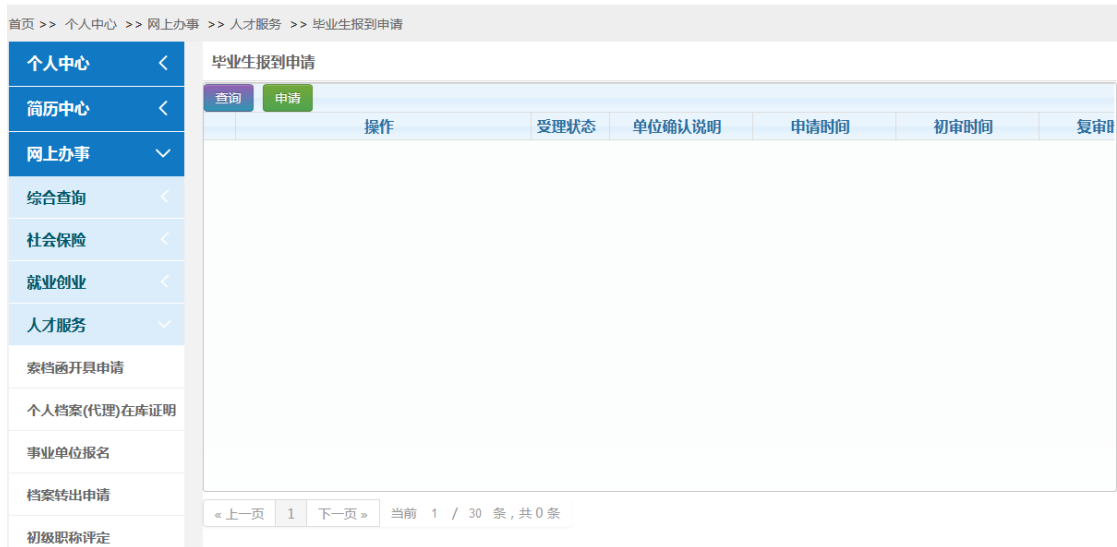 首页 >> 个人中心 >> 网上办事 >> 人才服务 >> 毕业生报到申请
个人中心
简历中心
网上办事
综合查询
社会保险
就业创业
人才服务
索档函开具申请
个人档案(代理)在库证明
事业单位报名
档案转出申请
初级职称评定
毕业生报到申请
查询 申请
操作 受理状态 单位确认说明 申请时间 初审时间 复审
« 上一页 1 下一页 » 当前 1 / 30 条，共 0 条